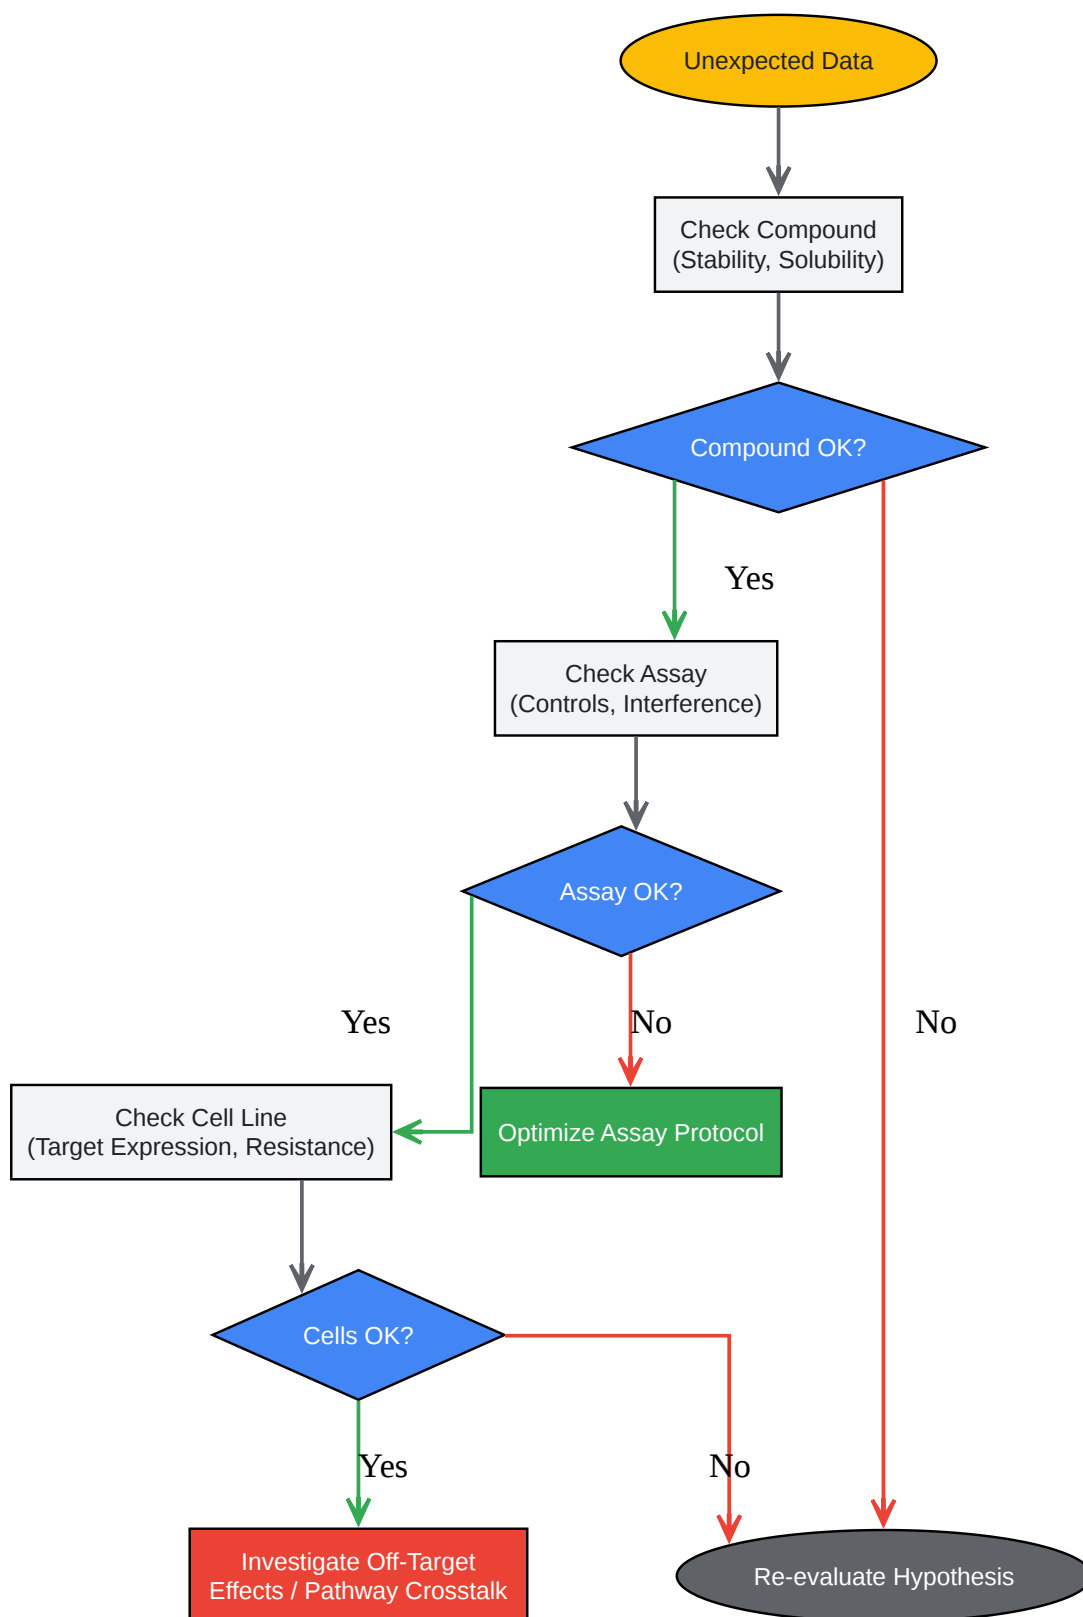 Unexpected Data
Check Compound
(Stability, Solubility)
Compound OK?
Yes
Check Assay
(Controls, Interference)
Assay OK?
Yes
No
No
Check Cell Line
(Target Expression, Resistance)
Optimize Assay Protocol
Cells OK?
Yes
No
Investigate Off-Target
Effects / Pathway Crosstalk
Re-evaluate Hypothesis